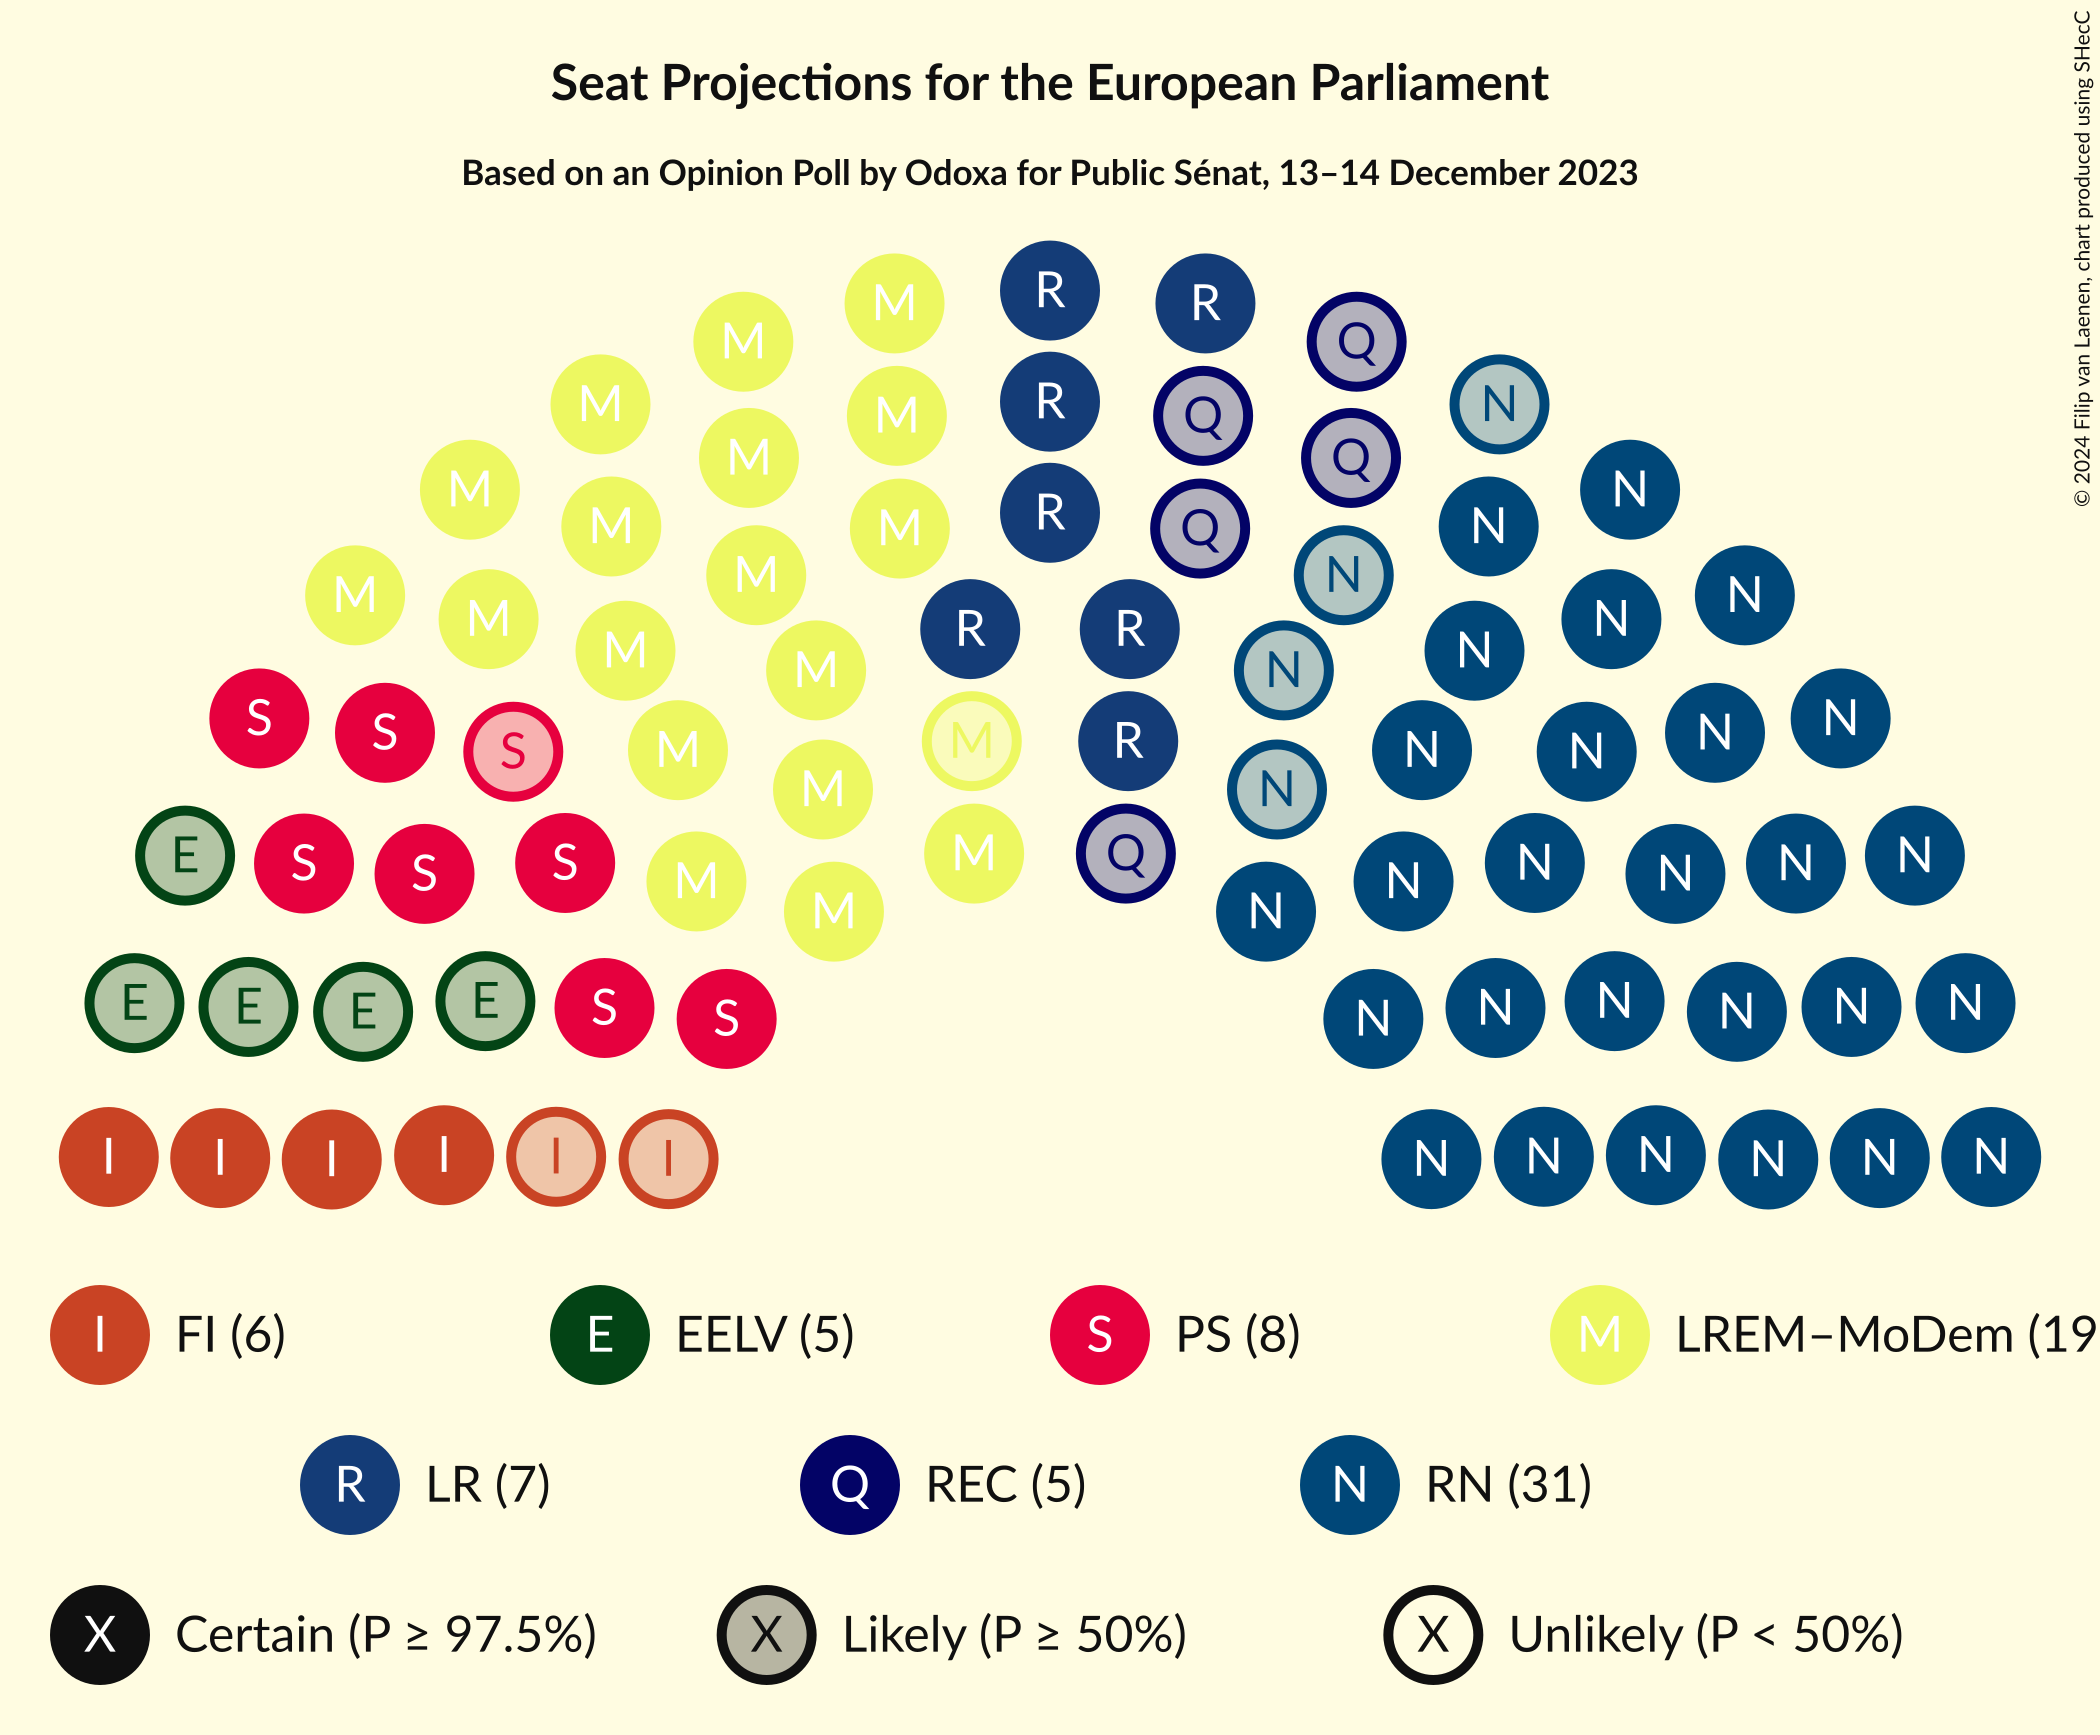 Seat Projections for the European Parliament
Based on an Opinion Poll by Odoxa for Public Sénat, 13–14 December 2023
© 2024 Filip van Laenen, chart produced using SHecC
M R R Q
M M R Q Q N
M M M R Q N N N
M M M M R R N N N N N
S S S M M M R N N N N N
E S S S M M M Q N N N N N N
E E E E S S N N N N N N
I I I I I I N N N N N N
I FI (6) E EELV (5) S PS (8) M LREM–MoDem (19
R LR (7) Q REC (5) N RN (31)
X Certain (P ≥ 97.5%) X Likely (P ≥ 50%) X Unlikely (P < 50%)